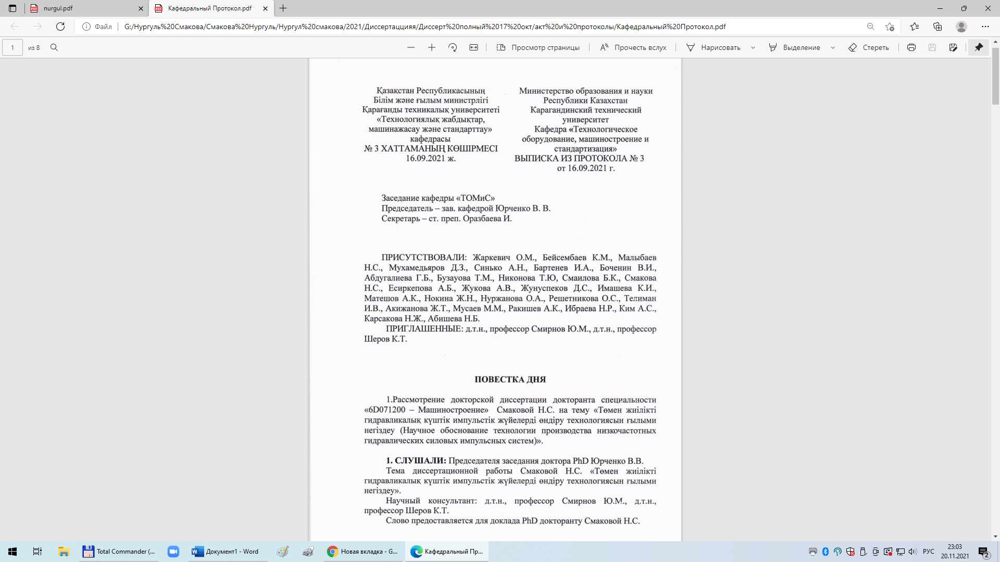 nurgul.pdf
Кафедральный Протокол.pdf
Файл
G:/Нургуль%20Смакова/Смакова%20Нургуль/Нургул%20смакова/2021/Диссертаццияя/Диссерт%20полный%2017%20окт/акт%20и%20протоколы/Кафедральный%20Протокол.pdf
1 из 8
Просмотр страницы
Прочесть вслух
Нарисовать
Выделение
Стереть
Қазақстан Республикасының
Білім және ғылым министрлігі
Қарағанды техникалық университеті
«Технологиялық жабдықтар,
машинажасау және стандарттау»
кафедрасы
№ 3 ХАТТАМАНЫҢ КӨШІРМЕСІ
16.09.2021 ж.
Министерство образования и науки
Республики Казахстан
Карагандинский технический
университет
Кафедра «Технологическое
оборудование, машиностроение и
стандартизация»
ВЫПИСКА ИЗ ПРОТОКОЛА № 3
от 16.09.2021 г.
Заседание кафедры «ТОМиС»
Председатель – зав. кафедрой Юрченко В. В.
Секретарь – ст. преп. Оразбаева И.
ПРИСУТСТВОВАЛИ: Жаркевич О.М., Бейсембаев К.М., Малыбаев
Н.С., Мухамедьяров Д.З., Синько А.Н., Бартенев И.А., Боченин В.И.,
Абдугалиева Г.Б., Бузауова Т.М., Никонова Т.Ю, Смаилова Б.К., Смакова
Н.С., Есиркепова А.Б., Жукова А.В., Жунуспеков Д.С., Имашева К.И.,
Матешов А.К., Нокина Ж.Н., Нуржанова О.А., Решетникова О.С., Телиман
И.В., Акижанова Ж.Т., Мусаев М.М., Ракишев А.К., Ибраева Н.Р., Ким А.С.,
Карсакова Н.Ж., Абишева Н.Б.
ПРИГЛАШЕННЫЕ: д.т.н., профессор Смирнов Ю.М., д.т.н., профессор
Шеров К.Т.
ПОВЕСТКА ДНЯ
1.Рассмотрение докторской диссертации докторанта специальности
«6D071200 – Машиностроение» Смаковой Н.С. на тему «Төмен жиілікті
гидравликалық күштік импульстік жүйелерді өндіру технологиясын ғылыми
негіздеу (Научное обоснование технологии производства низкочастотных
гидравлических силовых импульсных систем)».
1. СЛУШАЛИ: Председателя заседания доктора PhD Юрченко В.В.
Тема диссертационной работы Смаковой Н.С. «Төмен жиілікті
гидравликалық күштік импульстік жүйелерді өндіру технологиясын ғылыми
негіздеу».
Научный консультант: д.т.н., профессор Смирнов Ю.М., д.т.н.,
профессор Шеров К.Т.
Слово предоставляется для доклада PhD докторанту Смаковой Н.С.
Total Commander (...
Документ1 - Word
Новая вкладка - G...
Кафедральный Пр...
РУС
23:03
20.11.2021
2